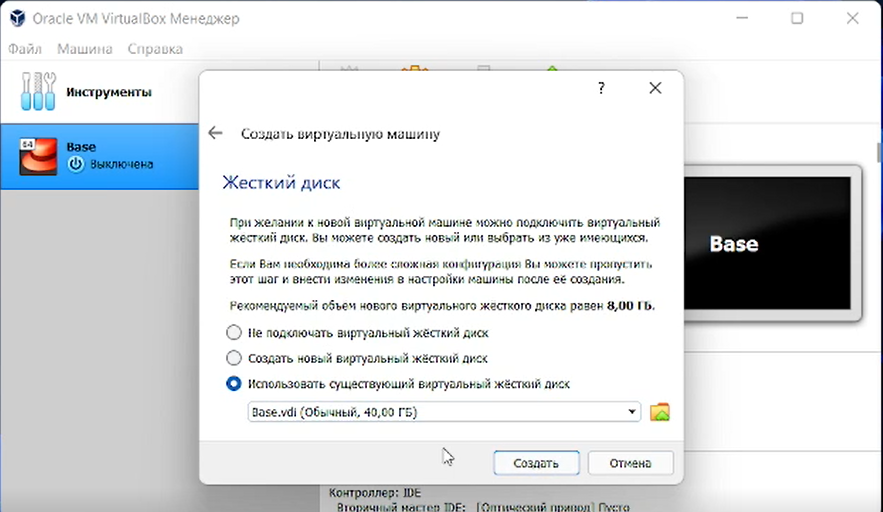 Oracle VM VirtualBox Менеджер
Файл Машина Справка
Инструменты
64
Base
Выключена
?
Создать виртуальную машину
Жесткий диск
При желании к новой виртуальной машине можно подключить виртуальный
жёсткий диск. Вы можете создать новый или выбрать из уже имеющихся.
Если Вам необходима более сложная конфигурация Вы можете пропустить
этот шаг и внести изменения в настройки машины после её создания.
Рекомендуемый объем нового виртуального жёсткого диска равен 8,00 ГБ.
Не подключать виртуальный жёсткий диск
Создать новый виртуальный жёсткий диск
Использовать существующий виртуальный жёсткий диск
Base.vdi (Обычный, 40,00 ГБ)
Создать Отмена
Base
Контроллер: IDE
Вторичный мастер IDE: [Оптический привод] Пусто